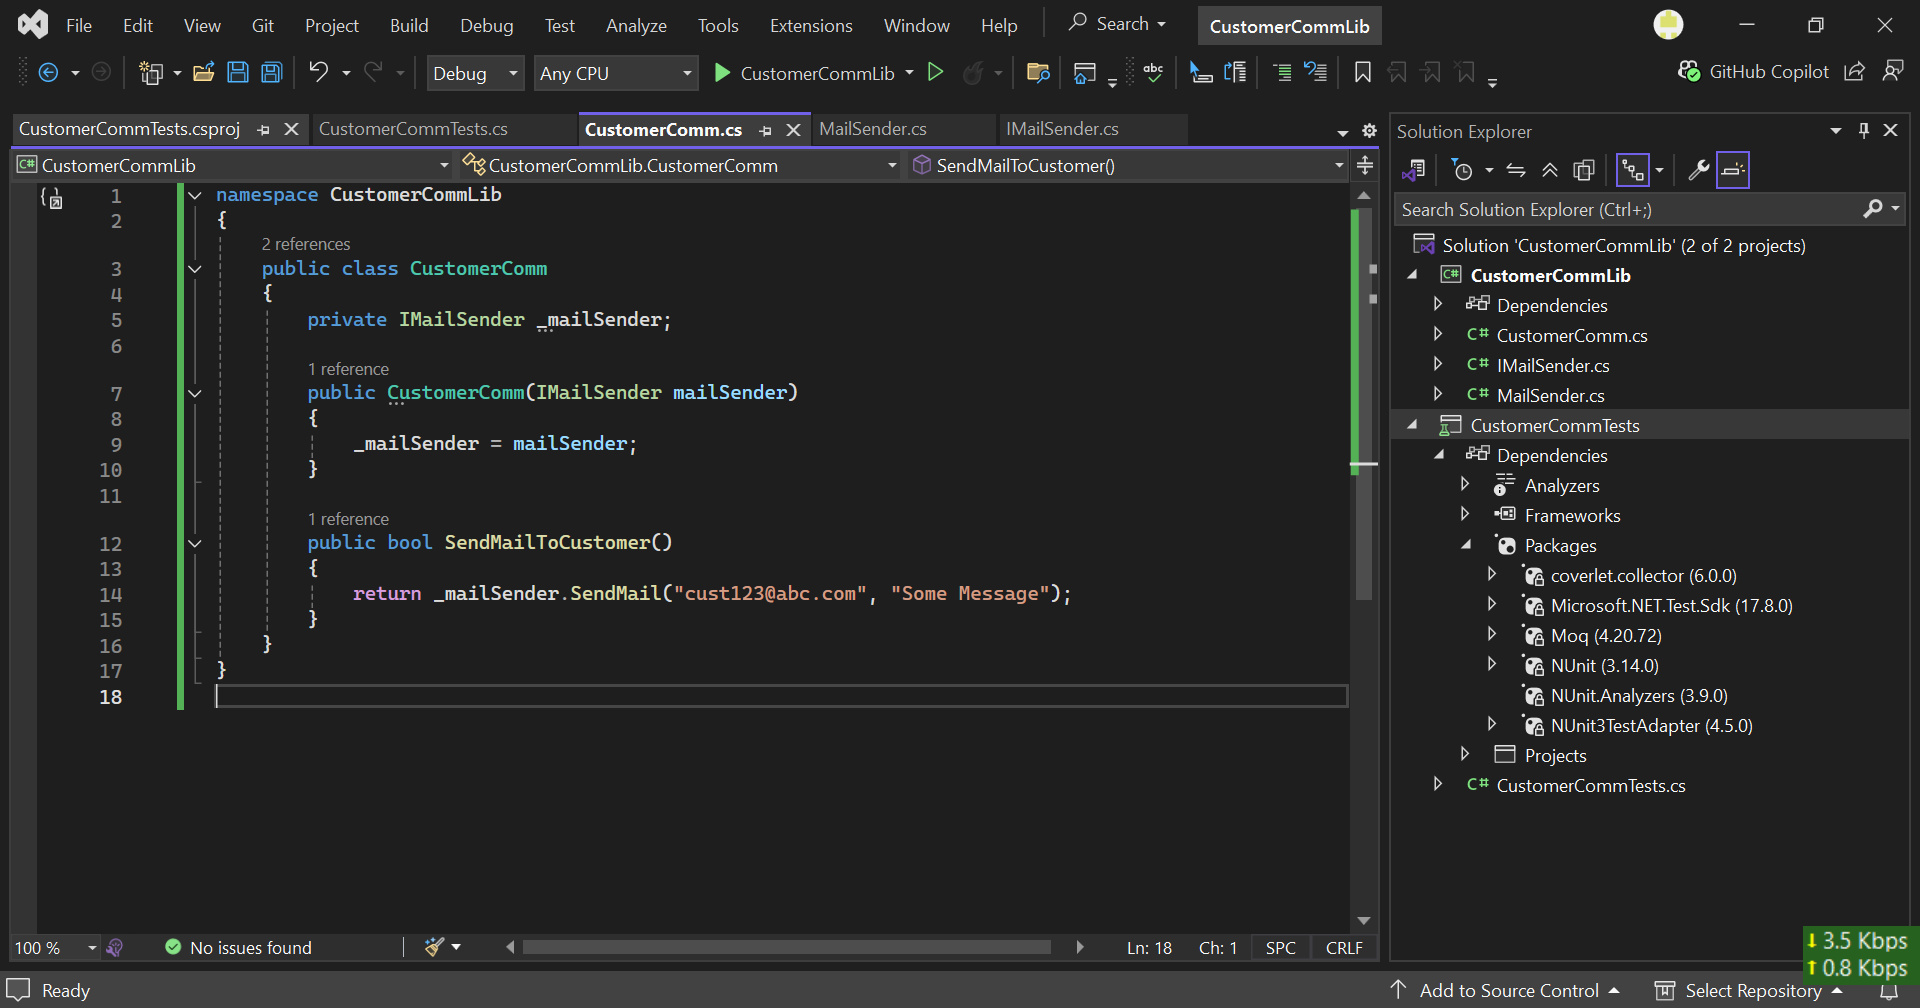 File Edit View Git Project Build Debug Test Analyze Tools Extensions Window Help Search CustomerCommLib
Debug Any CPU CustomerCommLib abc GitHub Copilot
CustomerCommTests.csproj CustomerCommTests.cs CustomerComm.cs MailSender.cs IMailSender.cs
C# CustomerCommLib CustomerCommLib.CustomerComm SendMailToCustomer()
1 namespace CustomerCommLib
2 {
2 references
3 public class CustomerComm
4 {
5 private IMailSender _mailSender;
6
1 reference
7 public CustomerComm(IMailSender mailSender)
8 {
9 _mailSender = mailSender;
10 }
11
1 reference
12 public bool SendMailToCustomer()
13 {
14 return _mailSender.SendMail("cust123@abc.com", "Some Message");
15 }
16 }
17 }
18
100 % No issues found Ln: 18 Ch: 1 SPC CRLF
Solution Explorer
Search Solution Explorer (Ctrl+;)
Solution 'CustomerCommLib' (2 of 2 projects)
C# CustomerCommLib
Dependencies
C# CustomerComm.cs
C# IMailSender.cs
C# MailSender.cs
CustomerCommTests
Dependencies
Analyzers
Frameworks
Packages
coverlet.collector (6.0.0)
Microsoft.NET.Test.Sdk (17.8.0)
Moq (4.20.72)
NUnit (3.14.0)
NUnit.Analyzers (3.9.0)
NUnit3TestAdapter (4.5.0)
Projects
C# CustomerCommTests.cs
↓ 3.5 Kbps
↑ 0.8 Kbps
Ready Add to Source Control Select Repository